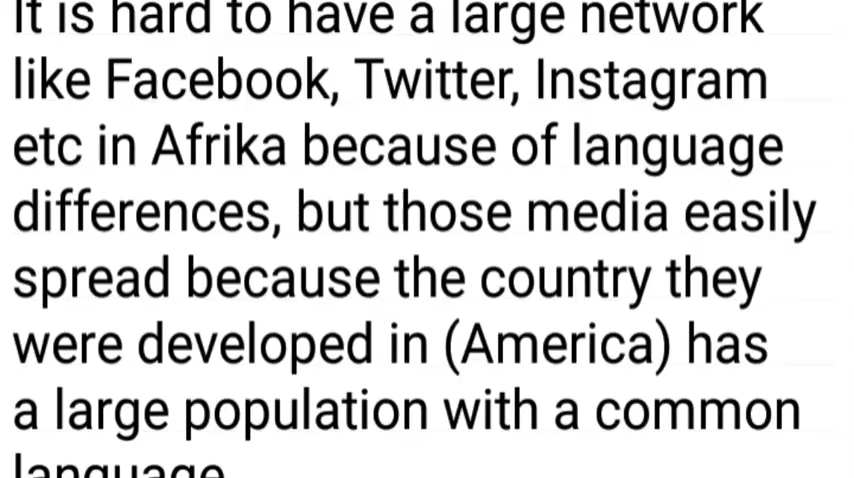 It is hard to have a large network
like Facebook, Twitter, Instagram
etc in Afrika because of language
differences, but those media easily
spread because the country they
were developed in (America) has
a large population with a common
language